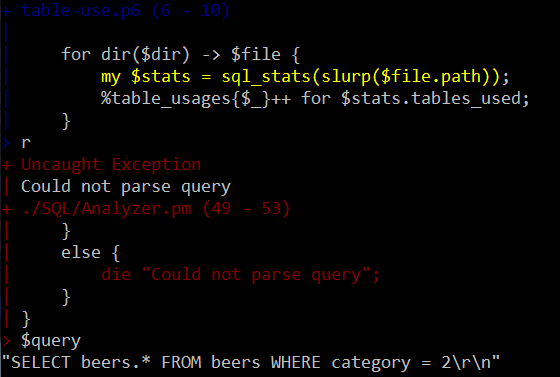 + table-use.p6 (6 - 10)
|
|    for dir($dir) -> $file {
|        my $stats = sql_stats(slurp($file.path));
|        %table_usages{$_}++ for $stats.tables_used;
|    }
> r
+ Uncaught Exception
| Could not parse query
+ ./SQL/Analyzer.pm (49 - 53)
|    }
|    else {
|        die "Could not parse query";
|    }
| }
> $query
"SELECT beers.* FROM beers WHERE category = 2\r\n"